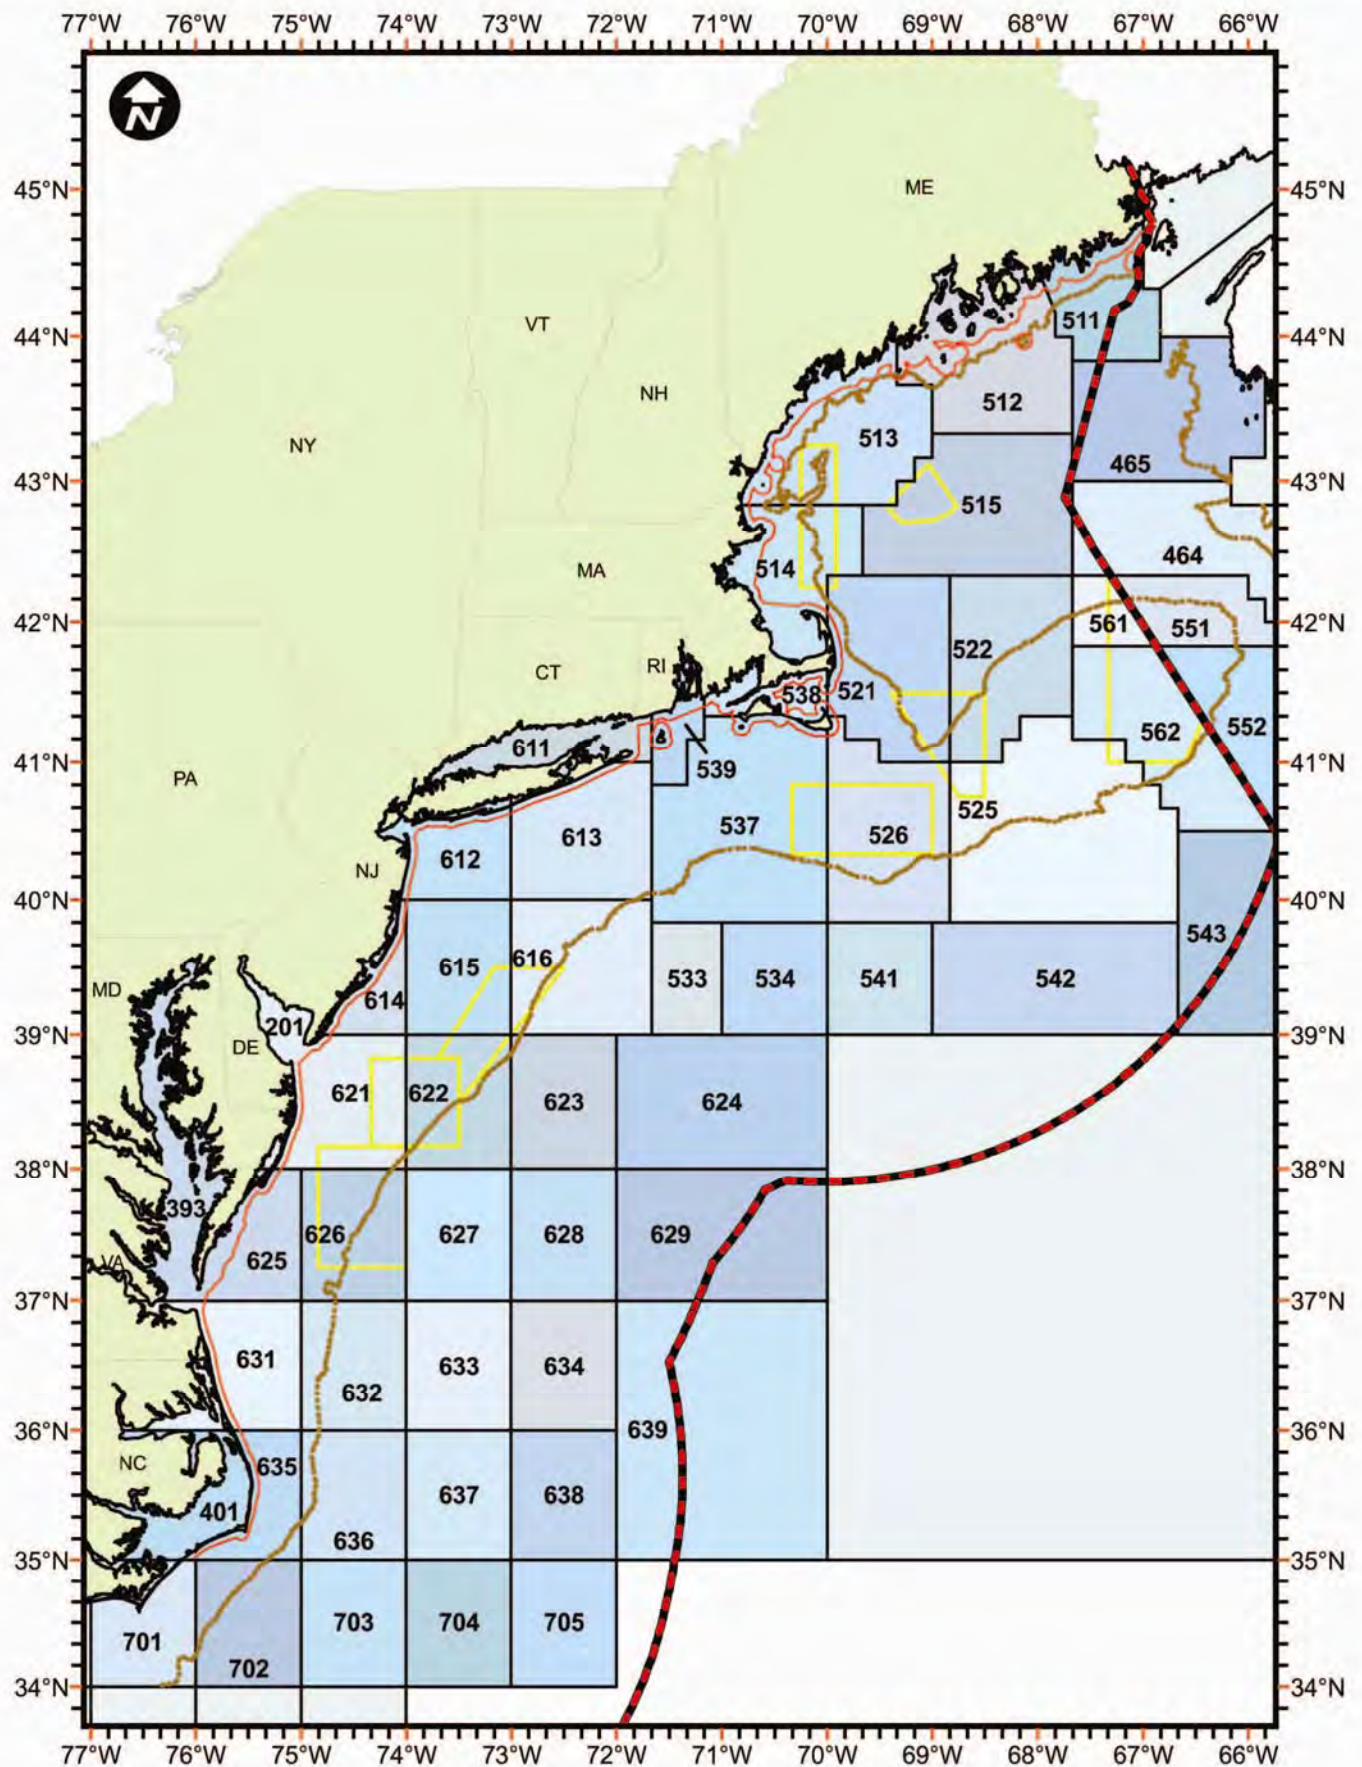 77°W 76°W 75°W 74°W 73°W 72°W 71°W 70°W 69°W 68°W 67°W 66°W
N
45°N ME 45°N
44°N VT 511 44°N
NH 512
NY 513
43°N 465 43°N
515
464
MA 514
42°N 561 551 42°N
CT RI 522
538 521
562 552
611
41°N 539 41°N
PA
525
537 526
613
612
NJ
40°N 40°N
543
616
615
MD 533 534 541 542
614
39°N 201 39°N
DE
621 622 623 624
38°N 38°N
393
626 627 628 629
VA 625
37°N 37°N
631 633 634
632
36°N 639 36°N
NC 635
637 638
401
636
35°N 35°N
703 704 705
701
702
34°N 34°N
77°W 76°W 75°W 74°W 73°W 72°W 71°W 70°W 69°W 68°W 67°W 66°W